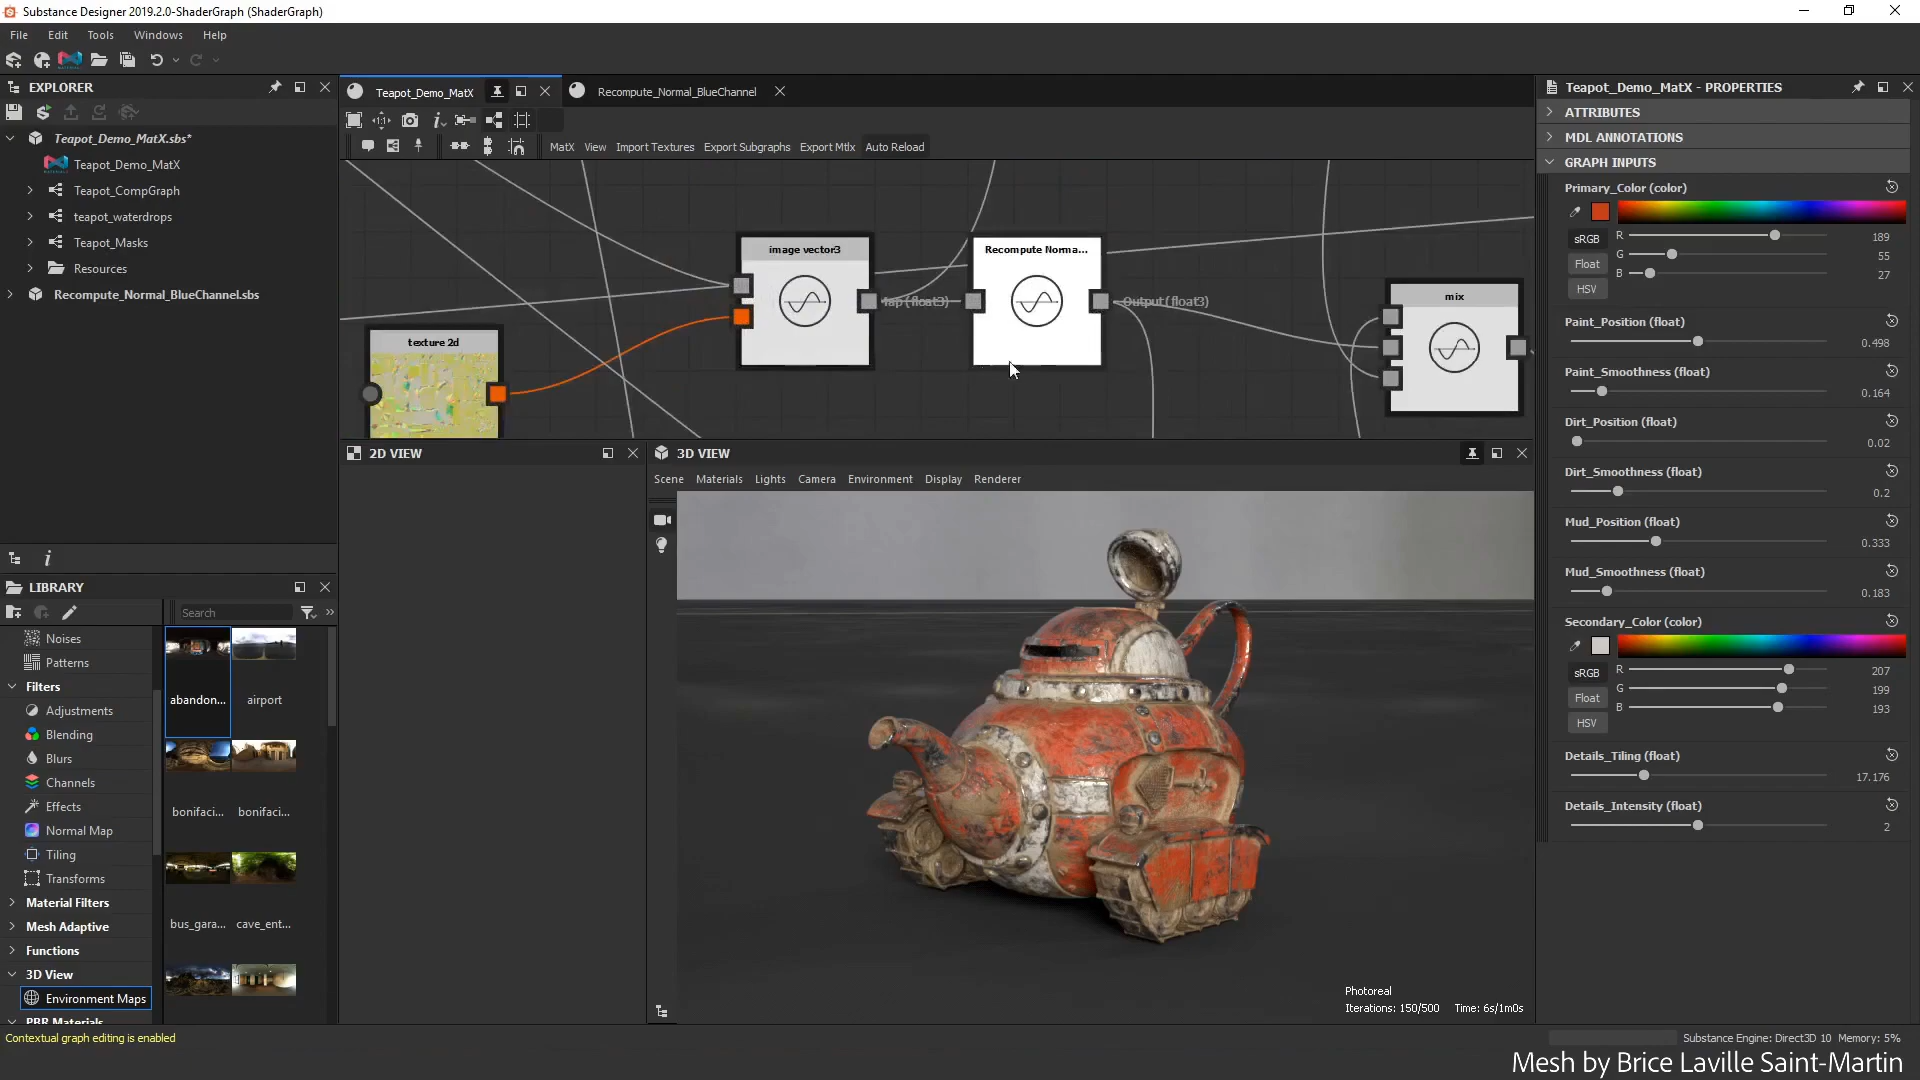 Substance Designer 2019.2.0-ShaderGraph (ShaderGraph)
File Edit Tools Windows Help
EXPLORER
Teapot_Demo_MatX.sbs*
Teapot_Demo_MatX
Teapot_CompGraph
teapot_waterdrops
Teapot_Masks
Resources
Recompute_Normal_BlueChannel.sbs
LIBRARY
Search
Noises
Patterns
Filters
Adjustments
Blending
Blurs
Channels
Effects
Normal Map
Tiling
Transforms
Material Filters
Mesh Adaptive
Functions
3D View
Environment Maps
PBR Materials
abandon... airport
bonifaci... bonifaci...
bus_gara... cave_ent...
Contextual graph editing is enabled
Teapot_Demo_MatX Recompute_Normal_BlueChannel
MatX View Import Textures Export Subgraphs Export Mtlx Auto Reload
image vector3
Recompute Norma...
(float3)
Output (float3)
texture 2d
mix
2D VIEW
3D VIEW
Scene Materials Lights Camera Environment Display Renderer
Photoreal
Iterations: 150/500 Time: 6s/1m0s
Teapot_Demo_MatX - PROPERTIES
ATTRIBUTES
MDL ANNOTATIONS
GRAPH INPUTS
Primary_Color (color)
sRGB R 189
G 55
Float B 27
HSV
Paint_Position (float)
0.498
Paint_Smoothness (float)
0.164
Dirt_Position (float)
0.02
Dirt_Smoothness (float)
0.2
Mud_Position (float)
0.333
Mud_Smoothness (float)
0.183
Secondary_Color (color)
sRGB R 207
G 199
Float B 193
HSV
Details_Tiling (float)
17.176
Details_Intensity (float)
2
Substance Engine: Direct3D 10 Memory: 5%
Mesh by Brice Laville Saint-Martin